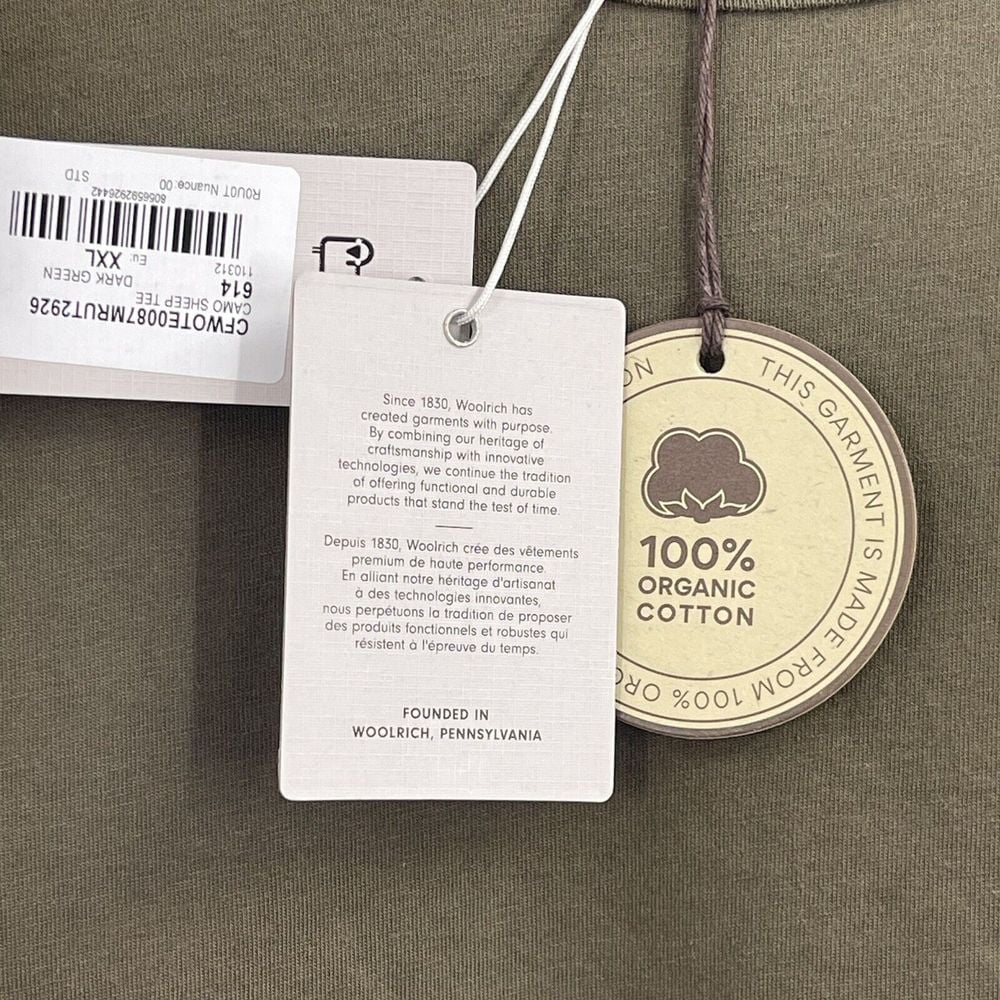 CFWOTE0087MRUT2926
CAMO SHEEP TEE
614 DARK GREEN
110312 Eu: XXL
8056592926442
ROUOT Nuance:00 STD
Since 1830, Woolrich has
created garments with purpose.
By combining our heritage of
craftsmanship with innovative
technologies, we continue the tradition
of offering functional and durable
products that stand the test of time.
Depuis 1830, Woolrich crée des vêtements
premium de haute performance.
En alliant notre héritage d'artisanat
à des technologies innovantes,
nous perpétuons la tradition de proposer
des produits fonctionnels et robustes qui
résistent à l'épreuve du temps.
FOUNDED IN
WOOLRICH, PENNSYLVANIA
THIS GARMENT IS MADE FROM 100% ORG
ON
100%
ORGANIC
COTTON